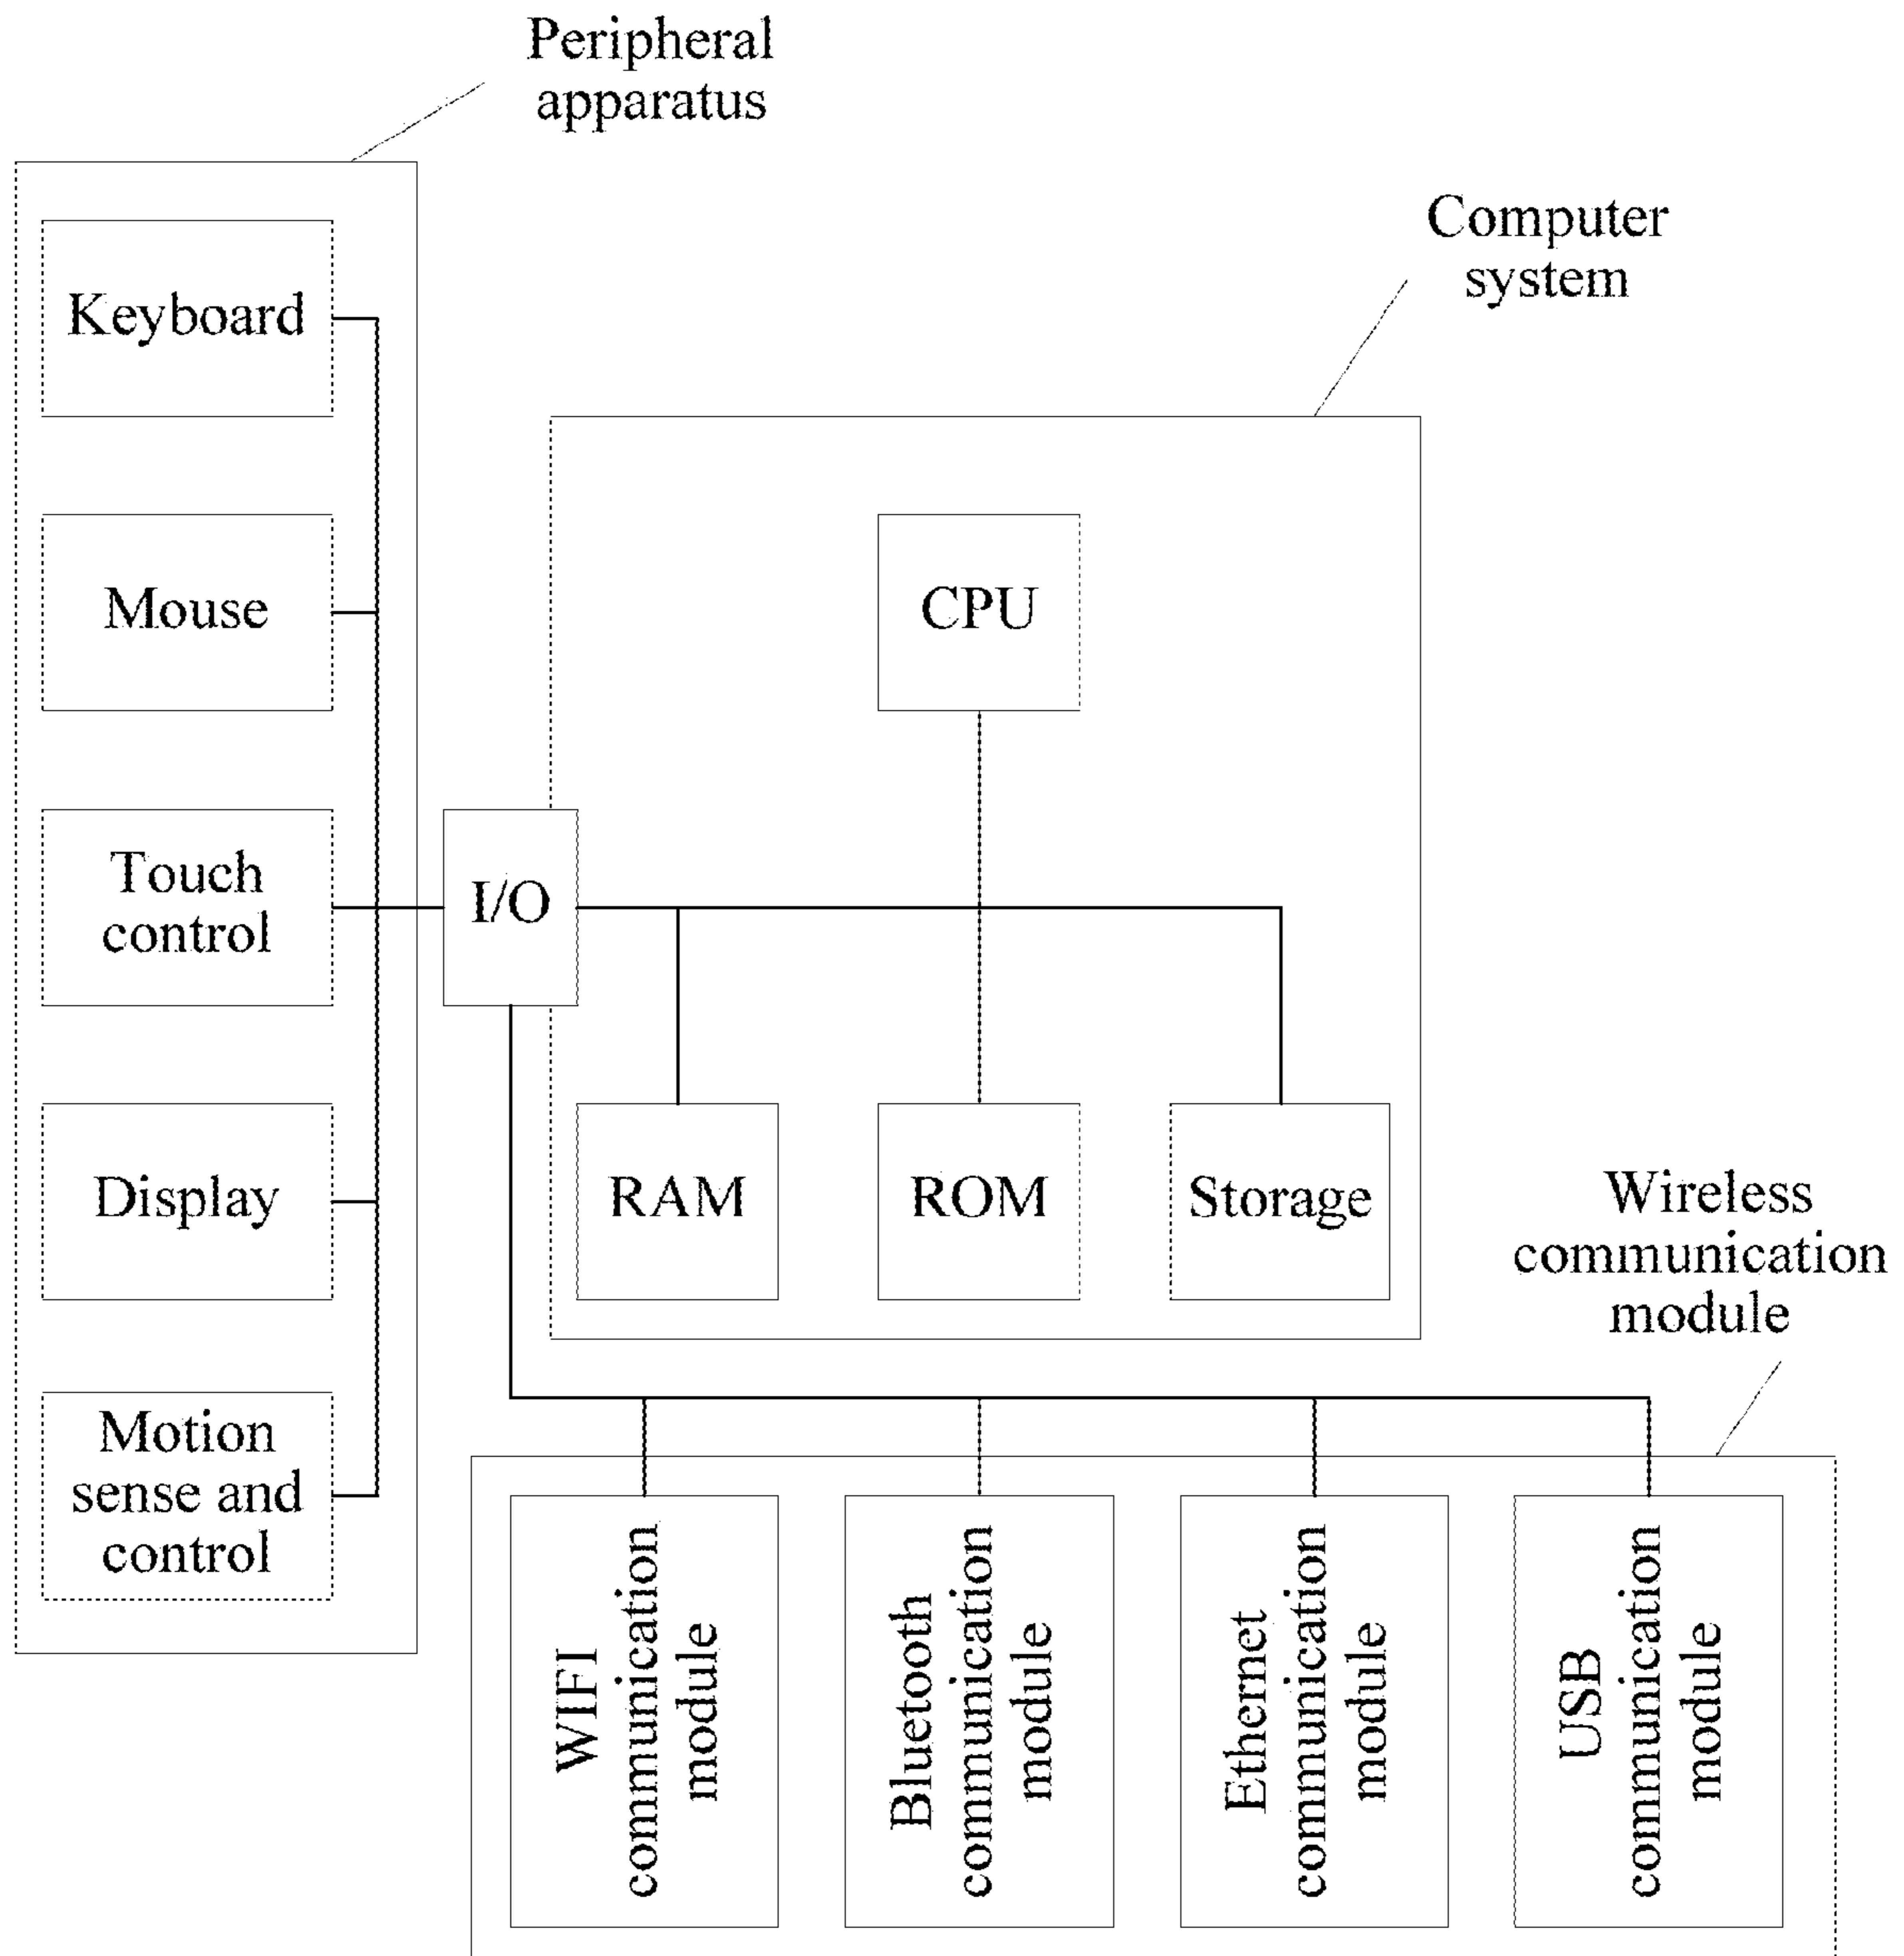 Peripheral
apparatus
Computer
system
Keyboard
Mouse
CPU
Touch
control
I/O
Display
RAM
ROM
Storage
Wireless
communication
module
Motion
sense and
control
WIFI
communication
module
Bluetooth
communication
module
Ethernet
communication
module
USB
communication
module